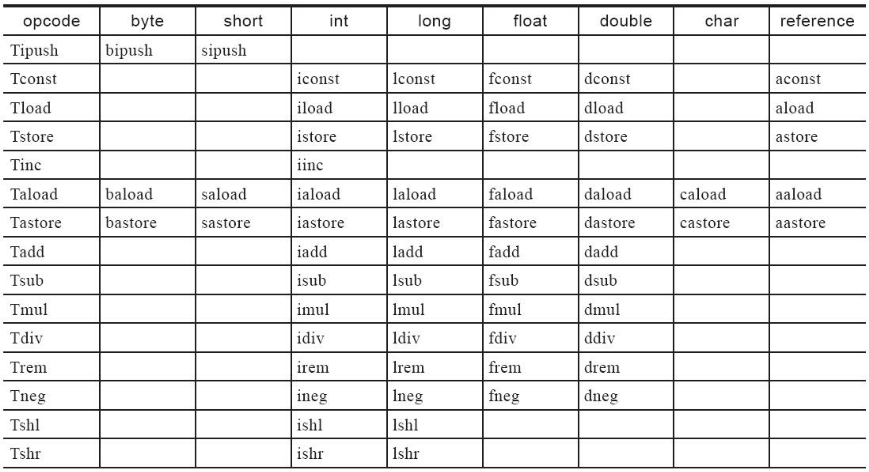 opcode byte short int long float double char reference
Tipush bipush sipush
Tconst iconst lconst fconst dconst aconst
Tload iload lload fload dload aload
Tstore istore lstore fstore dstore astore
Tinc iinc
Taload baload saload iaload laload faload daload caload aaload
Tastore bastore sastore iastore lastore fastore dastore castore aastore
Tadd iadd ladd fadd dadd
Tsub isub lsub fsub dsub
Tmul imul lmul fmul dmul
Tdiv idiv ldiv fdiv ddiv
Trem irem lrem frem drem
Tneg ineg lneg fneg dneg
Tshl ishl lshl
Tshr ishr lshr